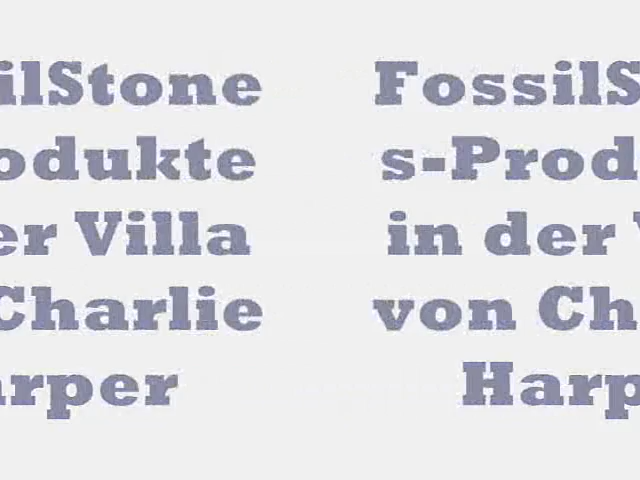 ilStone FossilS
odukte s-Prod
er Villa in der V
Charlie von Ch
arper Harp